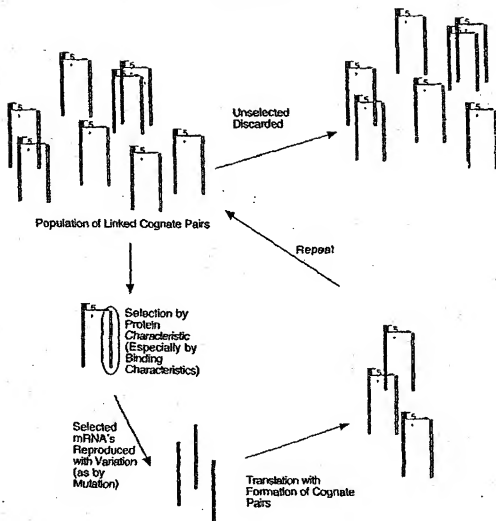 Unselected
Discarded
Population of Linked Cognate Pairs
Repeat
Selection by
Protein
Characteristic
(Especially by
Binding
Characteristics)
Selected
mRNA's
Reproduced
with Variation
(as by
Mutation)
Translation with
Formation of Cognate
Pairs